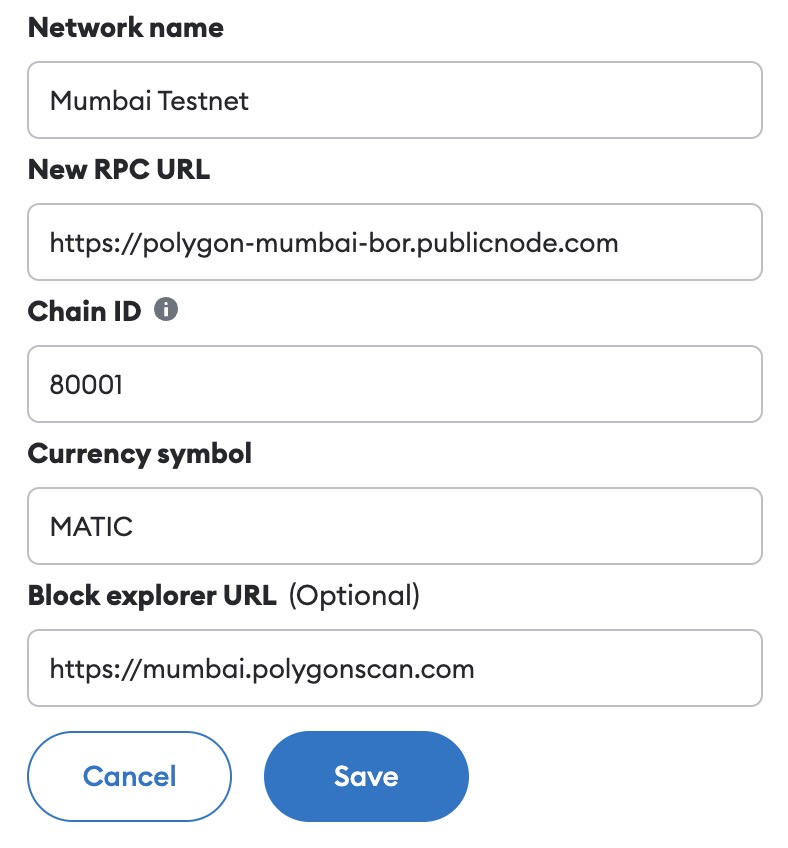 Network name
Mumbai Testnet
New RPC URL
https://polygon-mumbai-bor.publicnode.com
Chain ID
80001
Currency symbol
MATIC
Block explorer URL (Optional)
https://mumbai.polygonscan.com
Cancel Save